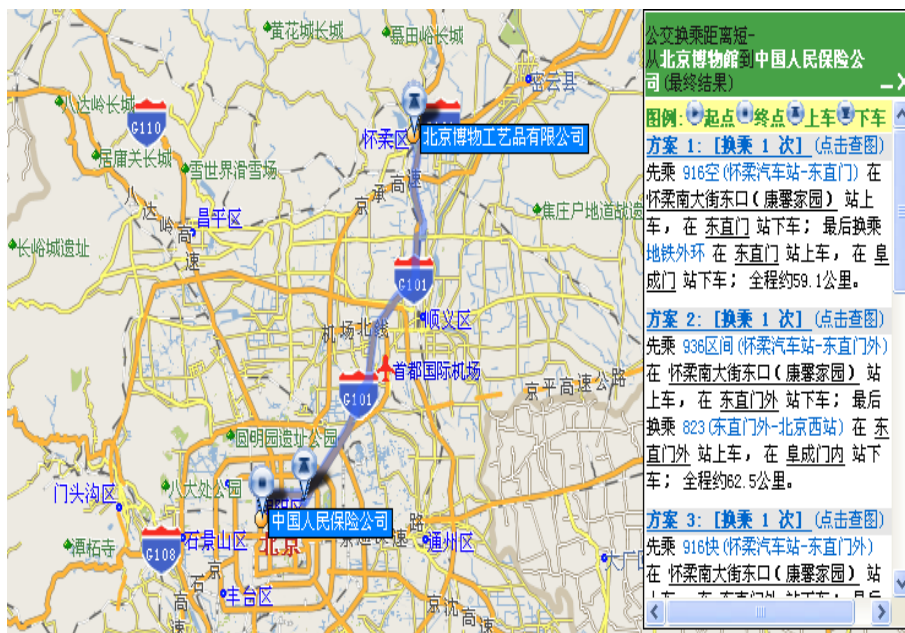 黄花城长城
慕田峪长城
密云县
八达岭长城
G110
怀柔区
北京博物工艺品有限公司
居庸关长城
雪世界滑雪场
京承高速
焦庄户地道战遗
八达岭高速
昌平区
长峪城遗址
G101
顺义区
机场北线
首都国际机场
京平高速公路
G101
圆明园遗址公园
门头沟区
八大处公园
中国人民保险公司
G108
石景山区
北京
通州区
潭柘寺
丰台区
京沈高速
公交换乘距离短-
从北京博物馆到中国人民保险公
司(最终结果)
图例:起点终点上车下车
方案 1: [换乘 1 次] (点击查图)
先乘 916空(怀柔汽车站-东直门) 在
怀柔南大街东口(康馨家园) 站上
车, 在 东直门 站下车; 最后换乘
地铁外环 在 东直门 站上车, 在 阜
成门 站下车; 全程约59.1公里。
方案 2: [换乘 1 次] (点击查图)
先乘 936区间(怀柔汽车站-东直门外)
在 怀柔南大街东口(康馨家园) 站
上车, 在 东直门外 站下车; 最后
换乘 823(东直门外-北京西站) 在 东
直门外 站上车, 在 阜成门内 站下
车; 全程约62.5公里。
方案 3: [换乘 1 次] (点击查图)
先乘 916快(怀柔汽车站-东直门外)
在 怀柔南大街东口(康馨家园) 站